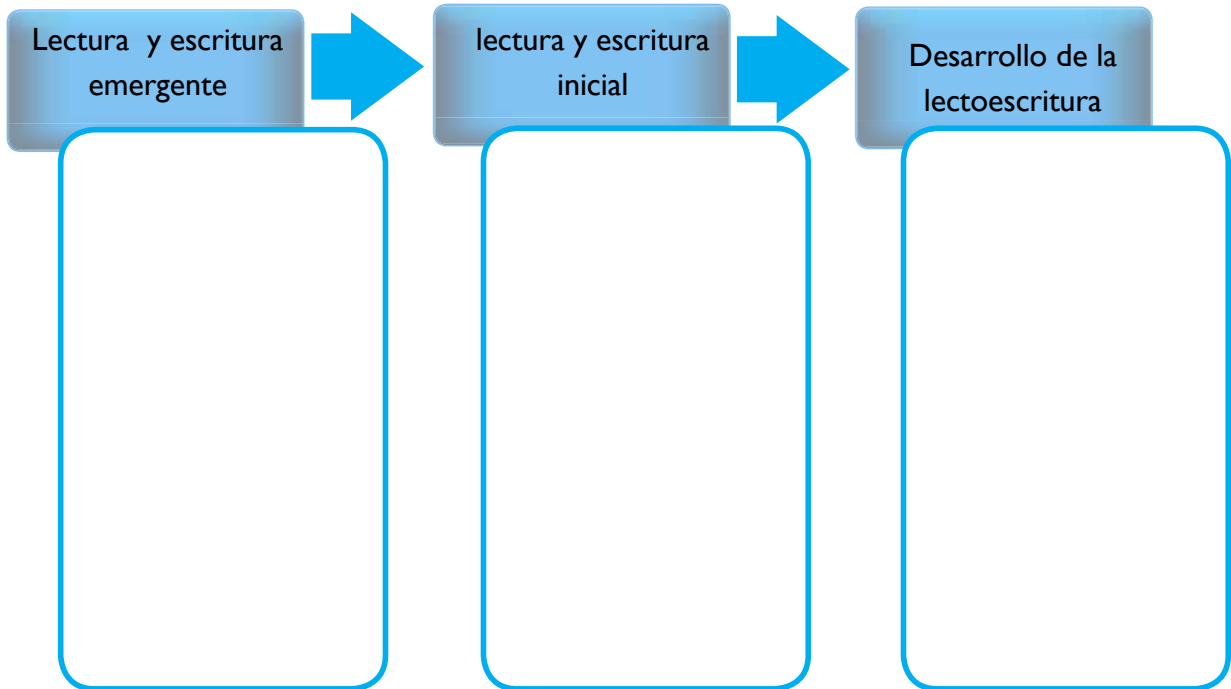 Lectura y escritura
emergente
lectura y escritura
inicial
Desarrollo de la
lectoescritura